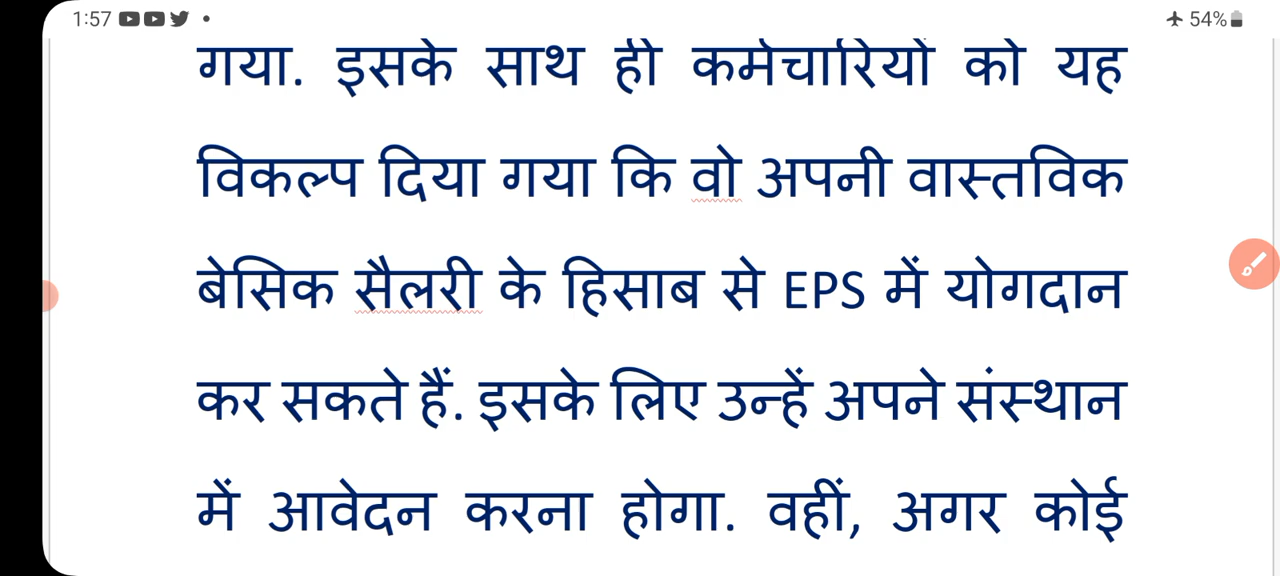 1:57
54%
गया. इसके साथ ही कर्मचारियों को यह
विकल्प दिया गया कि वो अपनी वास्तविक
बेसिक सैलरी के हिसाब से EPS में योगदान
कर सकते हैं. इसके लिए उन्हें अपने संस्थान
में आवेदन करना होगा. वहीं, अगर कोई